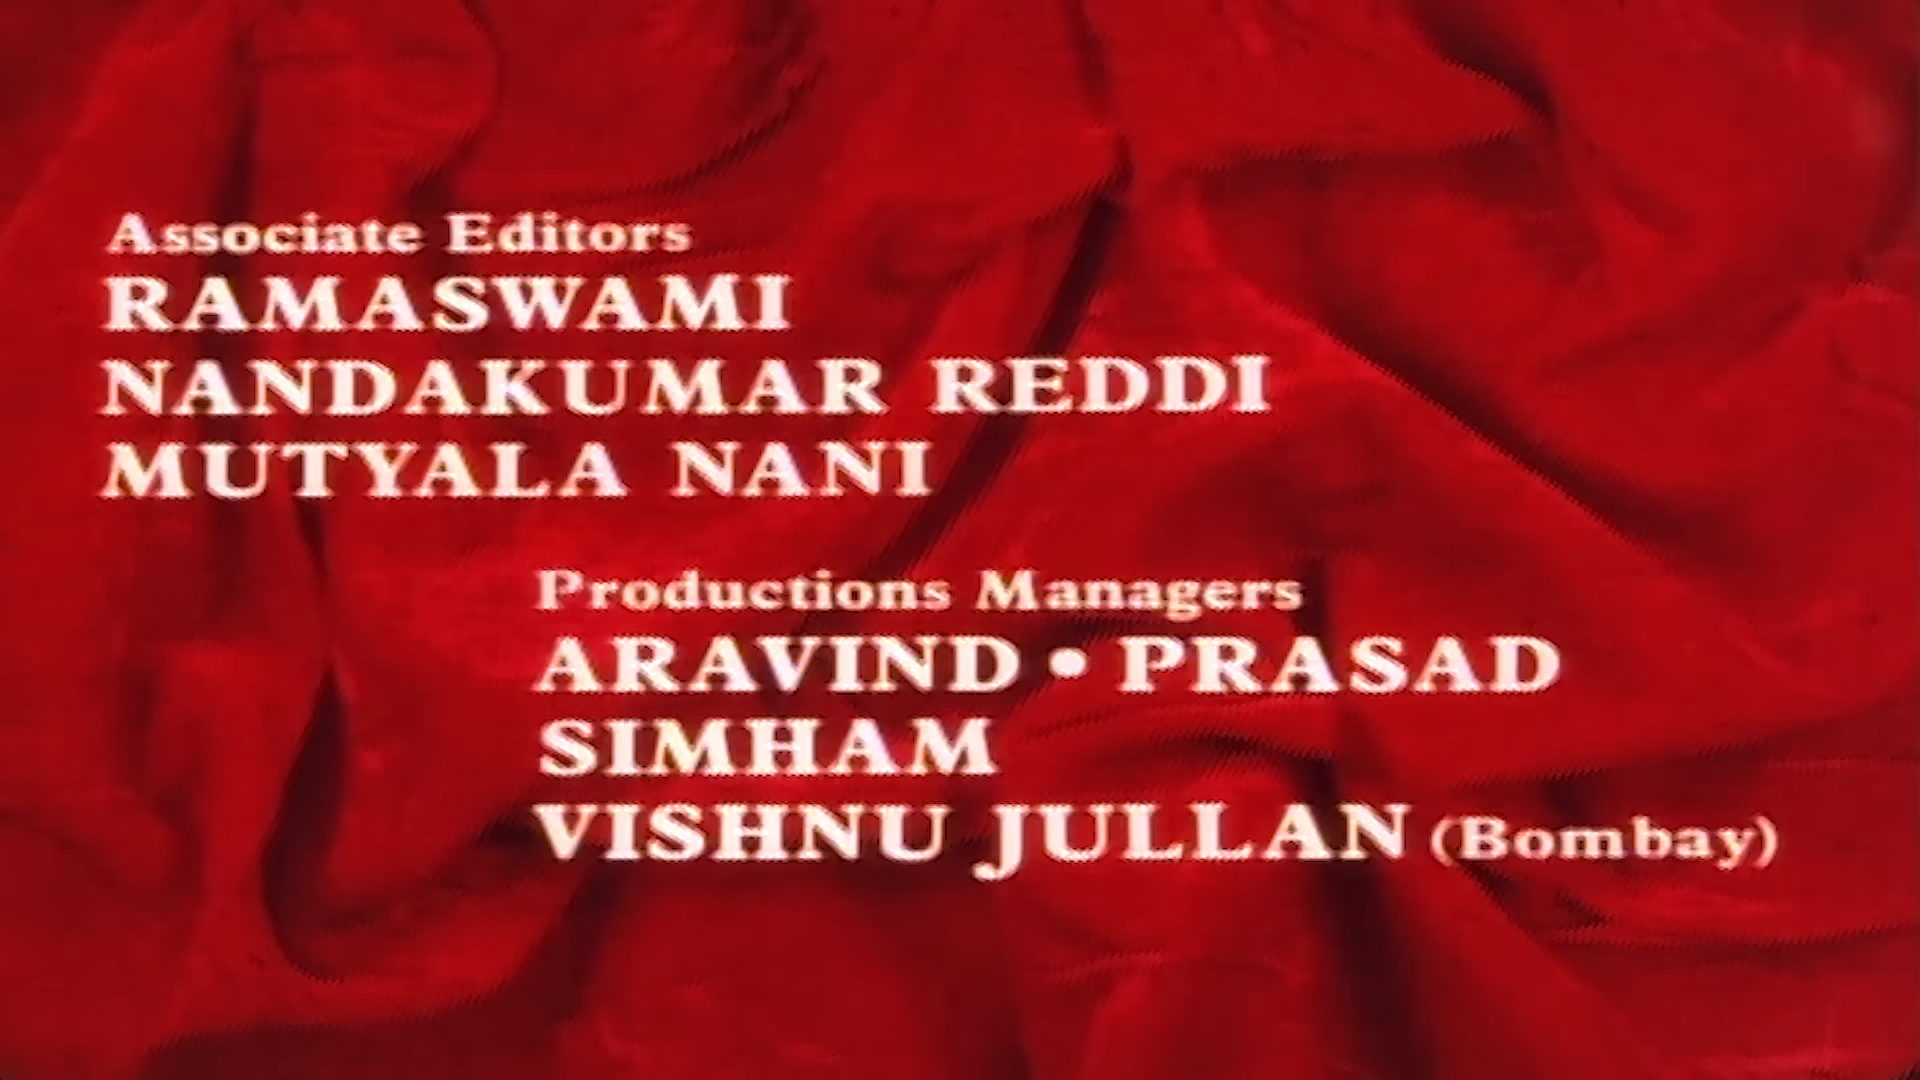 Associate Editors
RAMASWAMI
NANDAKUMAR REDDI
MUTYALA NANI
Productions Managers
ARAVIND • PRASAD
SIMHAM
VISHNU JULLAN (Bombay)